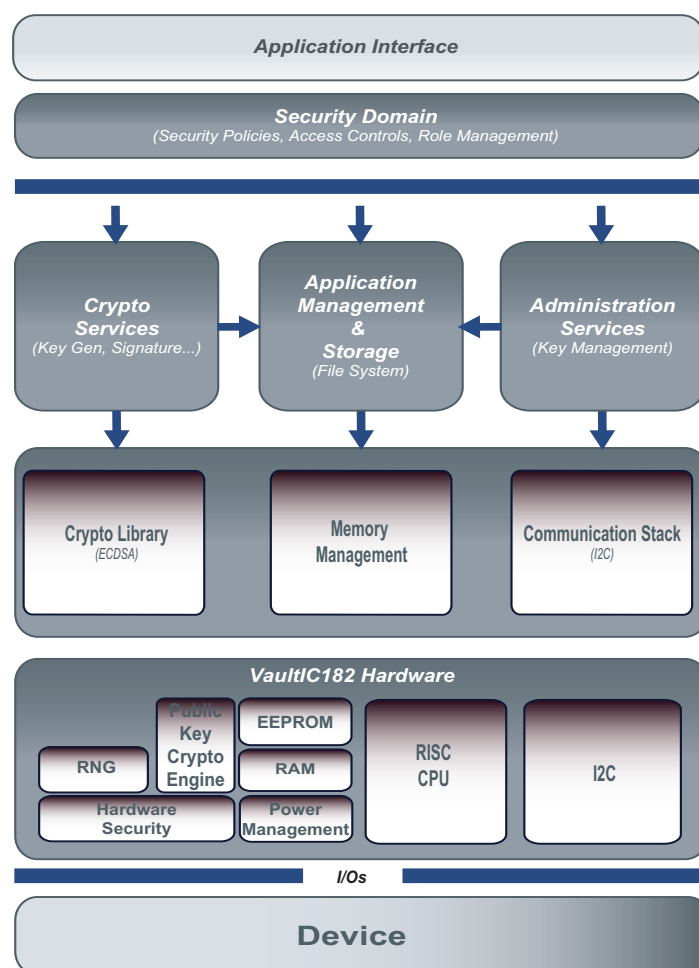 Application Interface
Security Domain
(Security Policies, Access Controls, Role Management)
Crypto
Services
(Key Gen, Signature...)
Application
Management
&
Storage
(File System)
Administration
Services
(Key Management)
Crypto Library
(ECDSA)
Memory
Management
Communication Stack
(I2C)
VaultIC182 Hardware
RNG
Public
Key
Crypto
Engine
EEPROM
RAM
Hardware
Security
Power
Management
RISC
CPU
I2C
I/Os
Device